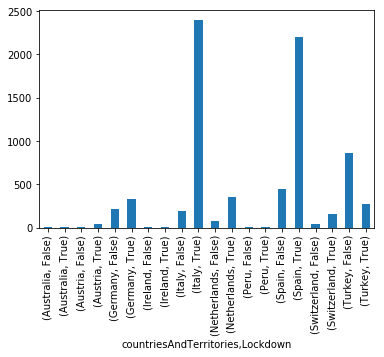 2500
2000
1500
1000
500
0
(Australia, False)
(Australia, True)
(Austria, False)
(Austria, True)
(Germany, False)
(Germany, True)
(Ireland, False)
(Ireland, True)
(Italy, False)
(Italy, True)
(Netherlands, False)
(Netherlands, True)
(Peru, False)
(Peru, True)
(Spain, False)
(Spain, True)
(Switzerland, False)
(Switzerland, True)
(Turkey, False)
(Turkey, True)
countriesAndTerritories,Lockdown